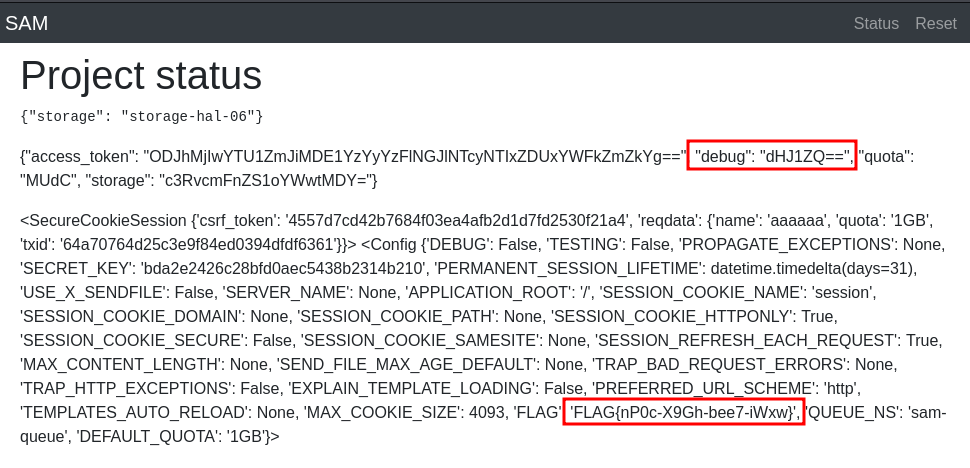 SAM Status Reset
Project status
{"storage": "storage-hal-06"}
{"access_token": "ODJhMjIwYTU1ZmJiMDE1YzYyYzFlNGJlNTcyNTIxZDUxYWFkZmZkYg==", "debug": "dHJ1ZQ==", "quota":
"MUdC", "storage": "c3RvcmFnZS1oYWwtMDY="}
<SecureCookieSession {'csrf_token': '4557d7cd42b7684f03ea4afb2d1d7fd2530f21a4', 'reqdata': {'name': 'aaaaaa', 'quota': '1GB',
'txid': '64a70764d25c3e9f84ed0394dfdf6361'}}> <Config {'DEBUG': False, 'TESTING': False, 'PROPAGATE_EXCEPTIONS': None,
'SECRET_KEY': 'bda2e2426c28bfd0aec5438b2314b210', 'PERMANENT_SESSION_LIFETIME': datetime.timedelta(days=31),
'USE_X_SENDFILE': False, 'SERVER_NAME': None, 'APPLICATION_ROOT': '/', 'SESSION_COOKIE_NAME': 'session',
'SESSION_COOKIE_DOMAIN': None, 'SESSION_COOKIE_PATH': None, 'SESSION_COOKIE_HTTPONLY': True,
'SESSION_COOKIE_SECURE': False, 'SESSION_COOKIE_SAMESITE': None, 'SESSION_REFRESH_EACH_REQUEST': True,
'MAX_CONTENT_LENGTH': None, 'SEND_FILE_MAX_AGE_DEFAULT': None, 'TRAP_BAD_REQUEST_ERRORS': None,
'TRAP_HTTP_EXCEPTIONS': False, 'EXPLAIN_TEMPLATE_LOADING': False, 'PREFERRED_URL_SCHEME': 'http',
'TEMPLATES_AUTO_RELOAD': None, 'MAX_COOKIE_SIZE': 4093, 'FLAG': 'FLAG{nP0c-X9Gh-bee7-iWxw}', 'QUEUE_NS': 'sam-
queue', 'DEFAULT_QUOTA': '1GB'}>